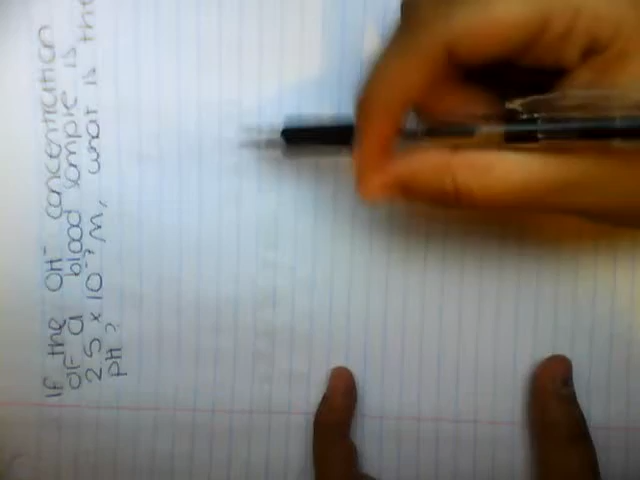 If the OH⁻ concentration
of a blood sample is
2.5 x 10⁻⁷ M, what is the
pH?